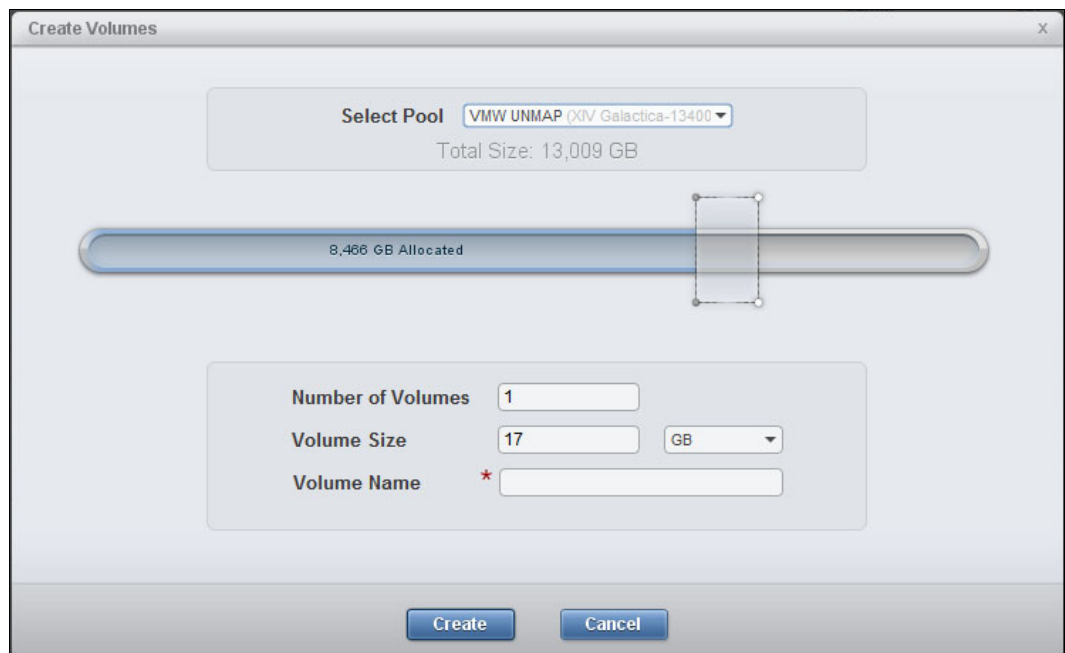 Create Volumes x
Select Pool VMW UNMAP (XIV Galactica-13400
Total Size: 13,009 GB
8,466 GB Allocated
Number of Volumes 1
Volume Size 17 GB
Volume Name *
Create Cancel